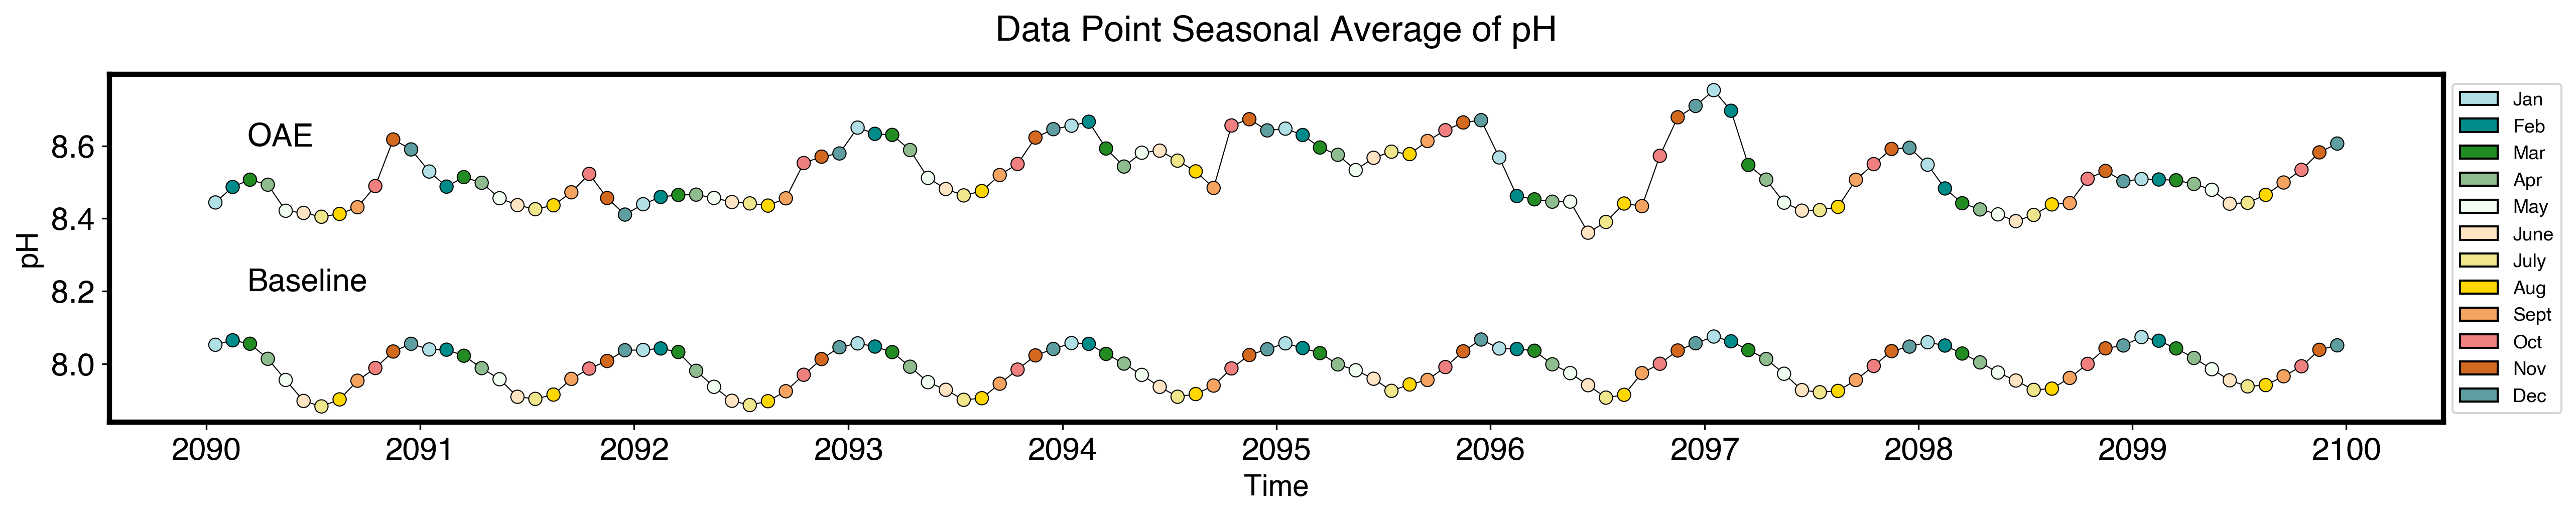 Data Point Seasonal Average of pH
OAE
Baseline
pH
8.6
8.4
8.2
8.0
2090 2091 2092 2093 2094 2095 2096 2097 2098 2099 2100
Time
Jan
Feb
Mar
Apr
May
June
July
Aug
Sept
Oct
Nov
Dec